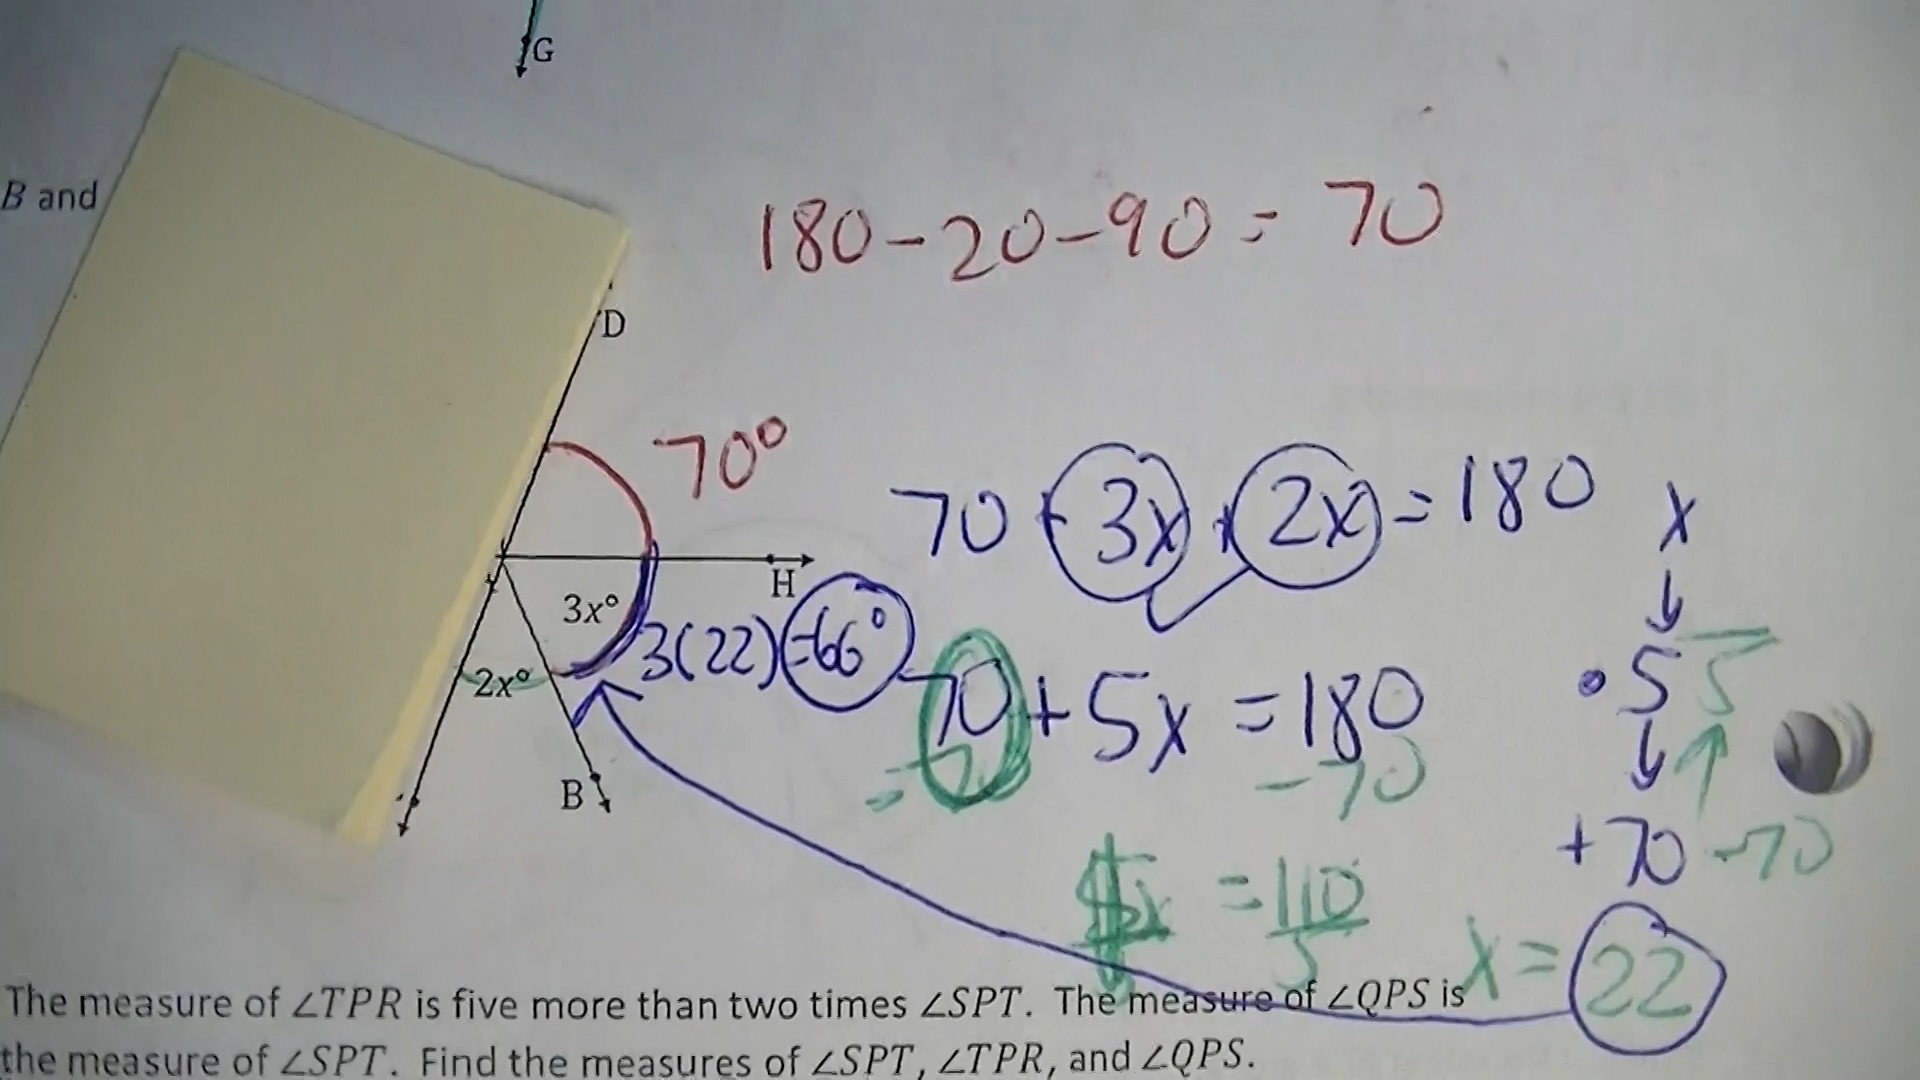 G
B and
180-20-90= 70
D
70°
70 + 3x + 2x = 180
x
H
3x°
3(22)=66°
2x°
70 + 5x = 180
·5 5
-70
B
+70 -70
5x = 110
5
x = 22
The measure of ∠TPR is five more than two times ∠SPT. The measure of ∠QPS is
the measure of ∠SPT. Find the measures of ∠SPT, ∠TPR, and ∠QPS.